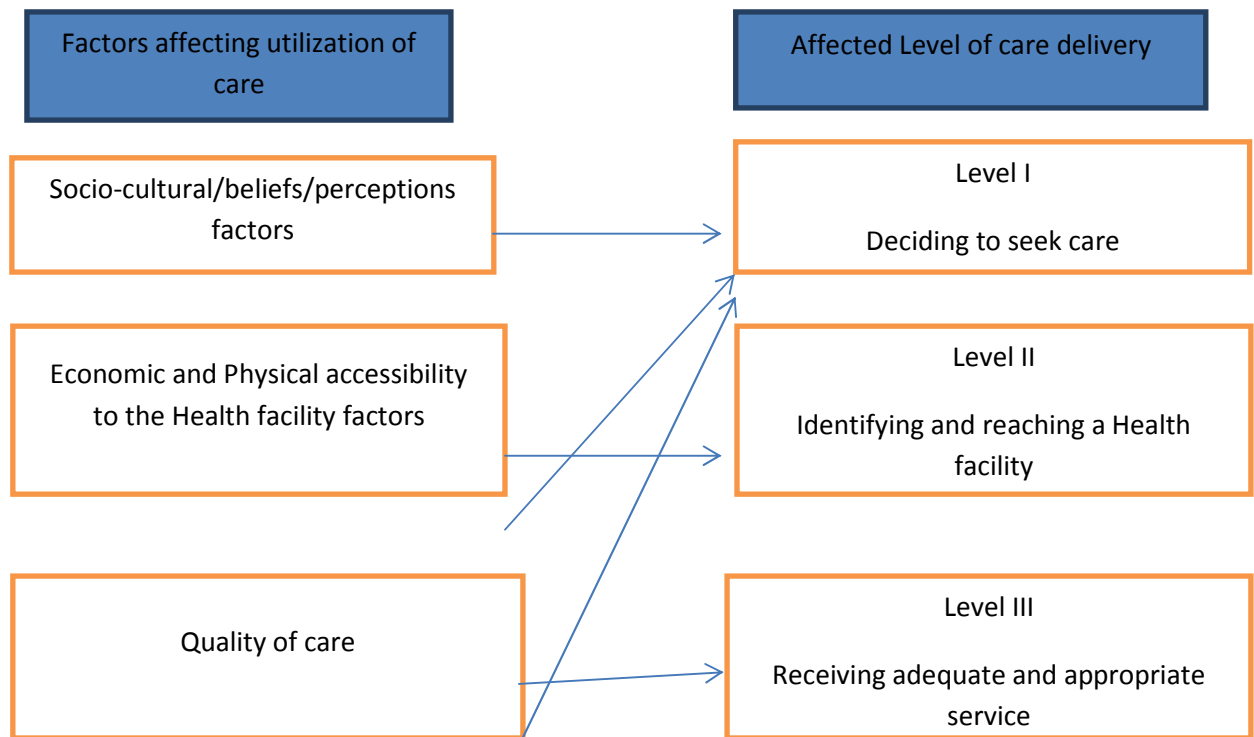 Factors affecting utilization of
care
Affected Level of care delivery
Socio-cultural/beliefs/perceptions
factors
Level I
Deciding to seek care
Economic and Physical accessibility
to the Health facility factors
Level II
Identifying and reaching a Health
facility
Quality of care
Level III
Receiving adequate and appropriate
service